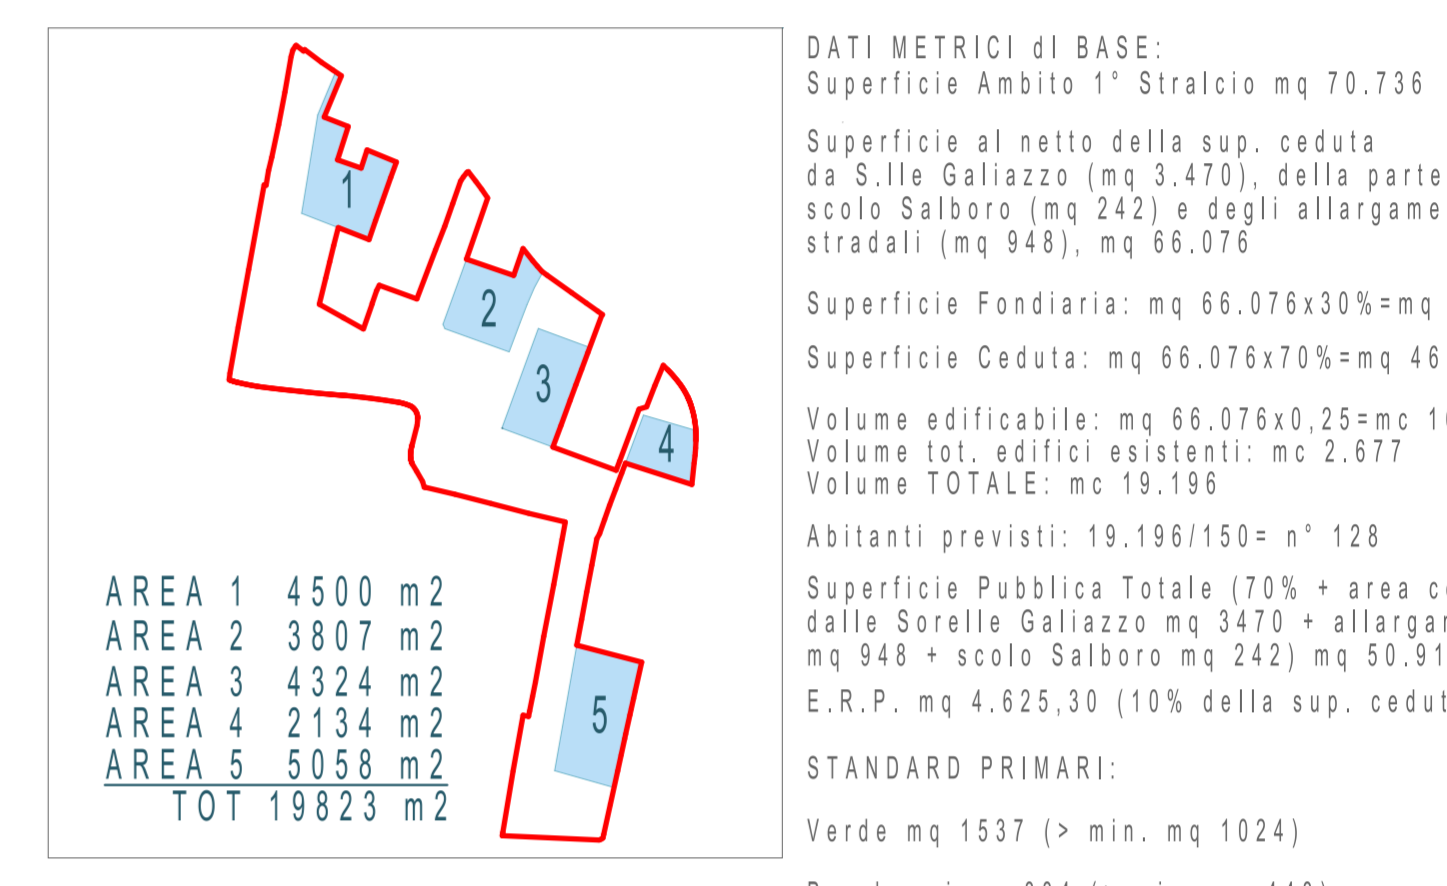 1
2
3
4
5
AREA 1 4500 m2
AREA 2 3807 m2
AREA 3 4324 m2
AREA 4 2134 m2
AREA 5 5058 m2
TOT 19823 m2
DATI METRICI dI BASE:
Superficie Ambito 1° Stralcio mq 70.736
Superficie al netto della sup. ceduta
da S.lle Galiazzo (mq 3.470), della parte
scolo Salboro (mq 242) e degli
stradali (mq 948), mq 66.076
Superficie Fondiaria: mq 66.076x30%=mq
Superficie Ceduta: mq 66.076x70%=mq 46
Volume edificabile: mq 66.076x0,25=mc
Volume tot. edifici esistenti: mc 2.677
Volume TOTALE: mc 19.196
Abitanti previsti: 19.196/150= n° 128
Superficie Pubblica Totale (70% + area
dalle Sorelle Galiazzo mq 3470 +
mq 948 + scolo Salboro mq 242) mq 50.91
E.R.P. mq 4.625,30 (10% della sup.
STANDARD PRIMARI:
Verde mq 1537 (> min. mq 1024)